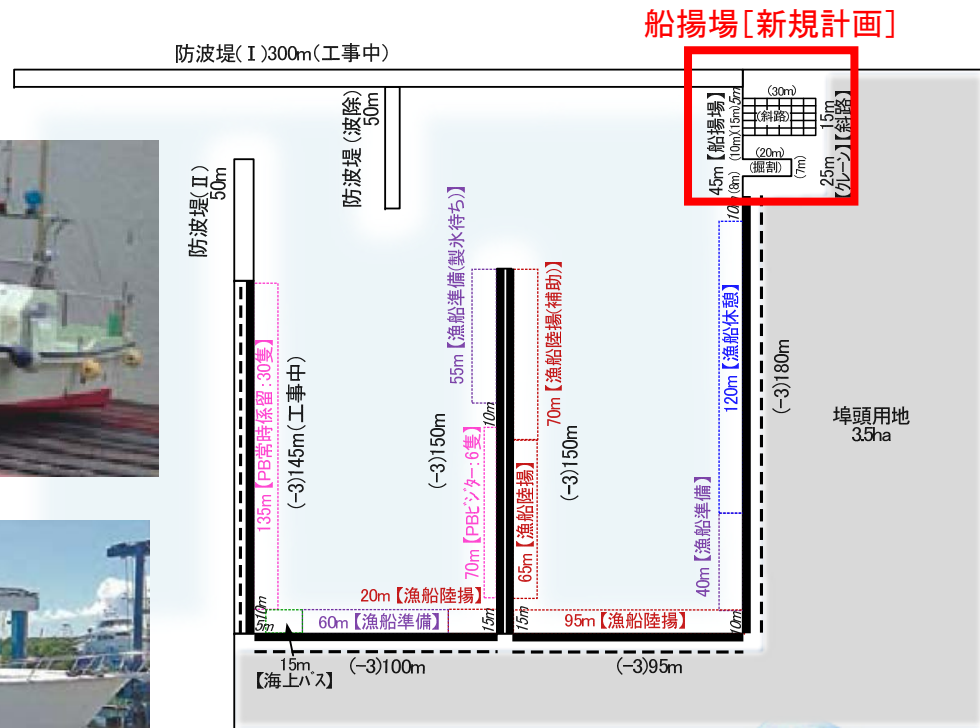 船揚場[新規計画]
防波堤(Ⅰ)300m(工事中)
防波堤(波除)
50m
防波堤(Ⅱ)
50m
45m【船揚場】
(10m)(15m)5m
10m(8m)
(30m)
(斜路)
15m
【斜路】
(20m)
(掘割)
(7m)
25m
【クレーン】
135m【PB常時係留:30隻】
(-3)145m(工事中)
55m【漁船準備(製氷待ち)】
10m
(-3)150m
70m【PBビジター:6隻】
70m【漁船陸揚(補助)】
65m【漁船陸揚】
(-3)150m
120m【漁船休憩】
(-3)180m
40m【漁船準備】
埠頭用地
3.5ha
20m【漁船陸揚】
10m
5m
60m【漁船準備】
15m
15m
95m【漁船陸揚】
10m
15m
【海上バス】
(-3)100m
(-3)95m